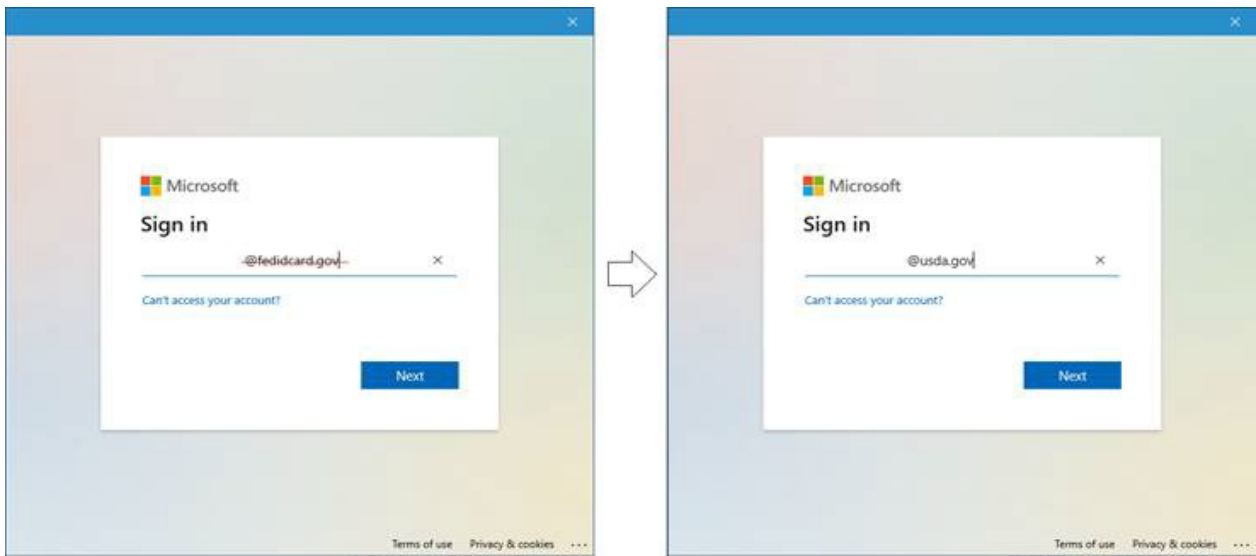 Microsoft
Sign in
@fedidcard.gov
Can't access your account?
Next
Terms of use Privacy & cookies ...
Microsoft
Sign in
@usda.gov
Can't access your account?
Next
Terms of use Privacy & cookies ...